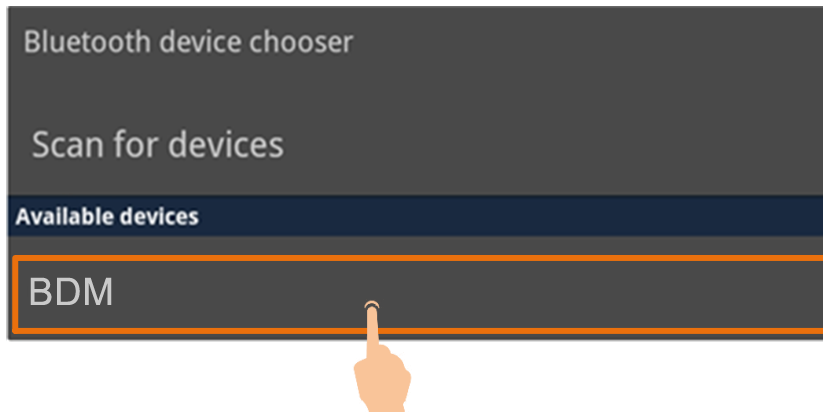 Bluetooth device chooser
Scan for devices
Available devices
BDM